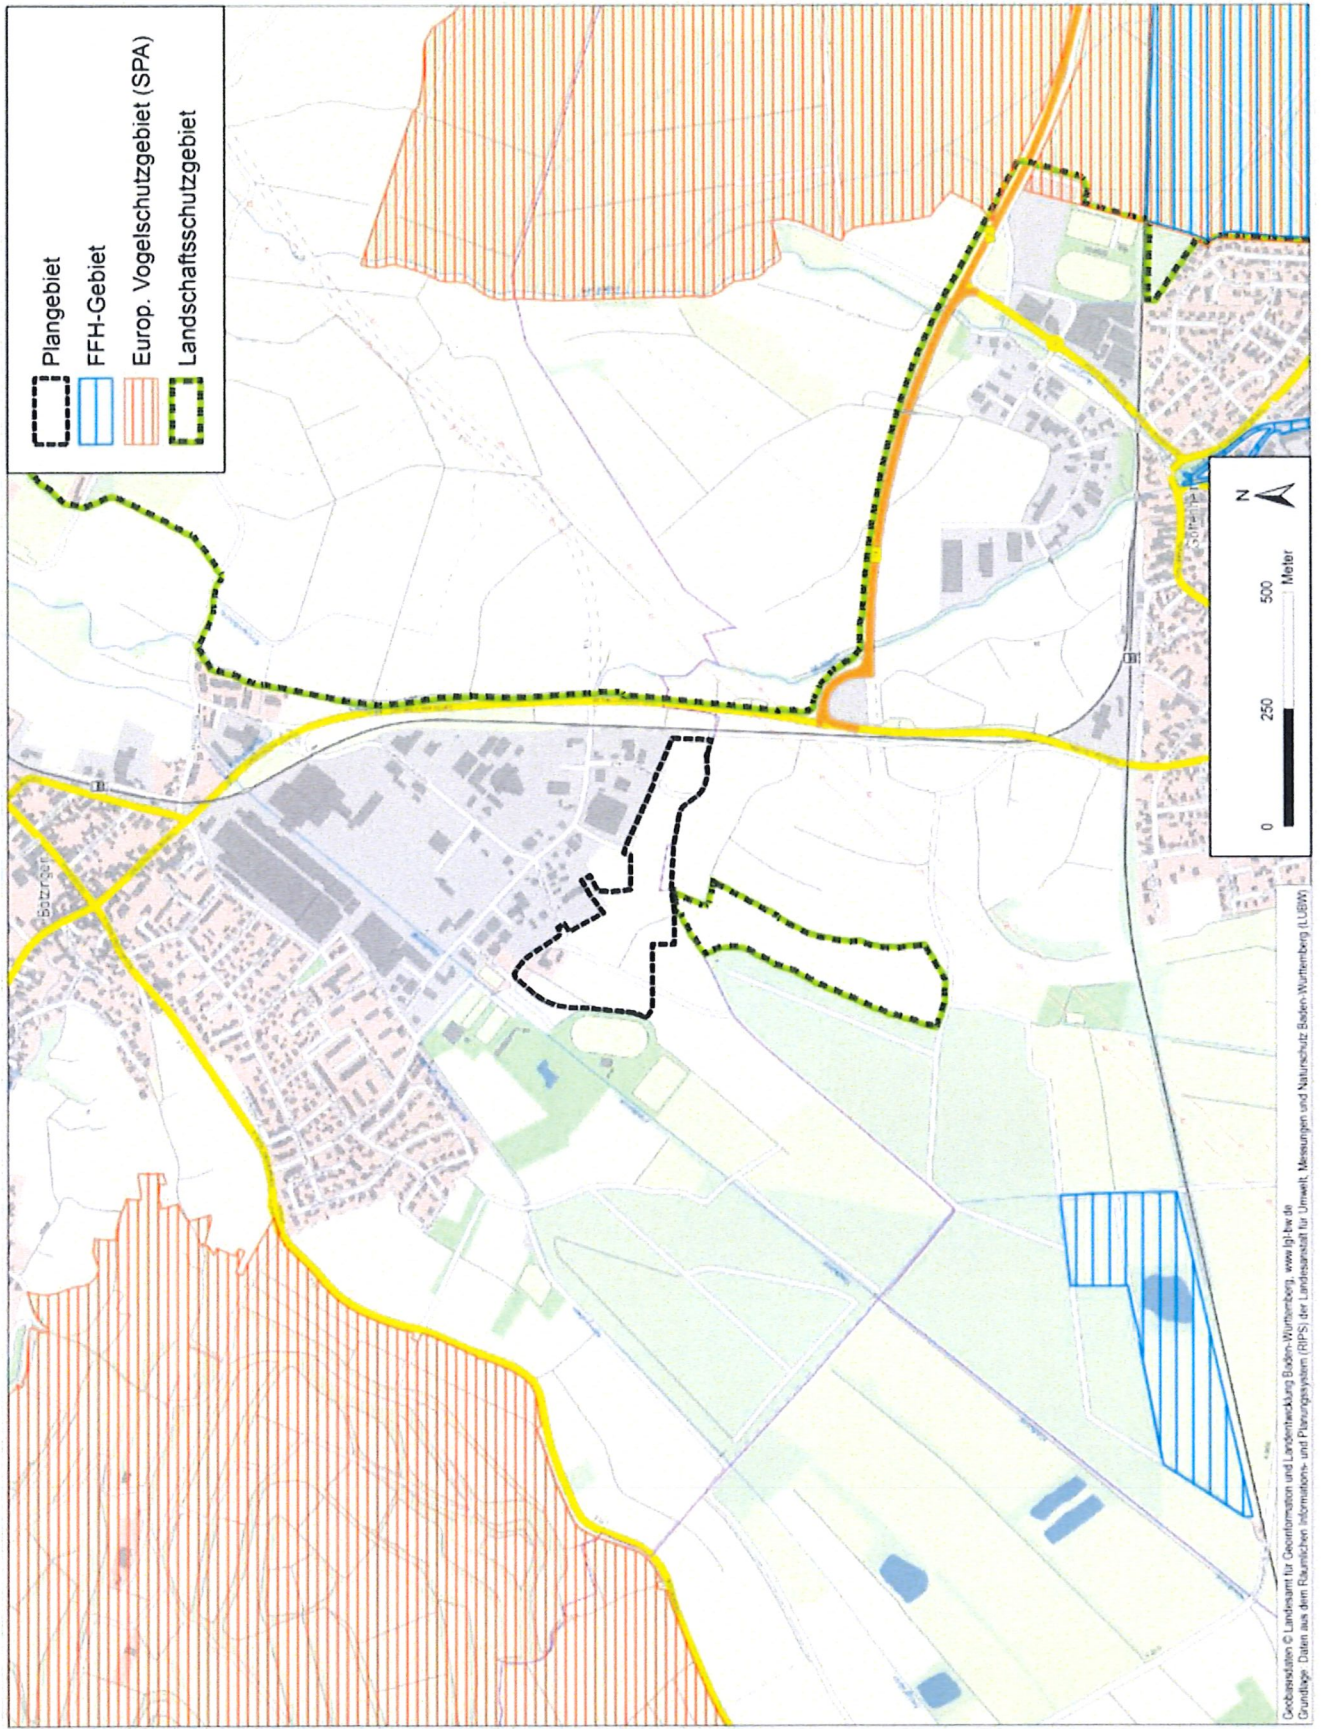 Plangebiet
FFH-Gebiet
Europ. Vogelschutzgebiet (SPA)
Landschaftsschutzgebiet
Bötzingen
Gottenheim
N
0 250 500
Meter
Geobasisdaten © Landesamt für Geoinformation und Landentwicklung Baden-Württemberg, www.lgl-bw.de
Grundlage: Daten aus dem Räumlichen Informations- und Planungssystem (RIPS) der Landesanstalt für Umwelt, Messungen und Naturschutz Baden-Württemberg (LUBW)